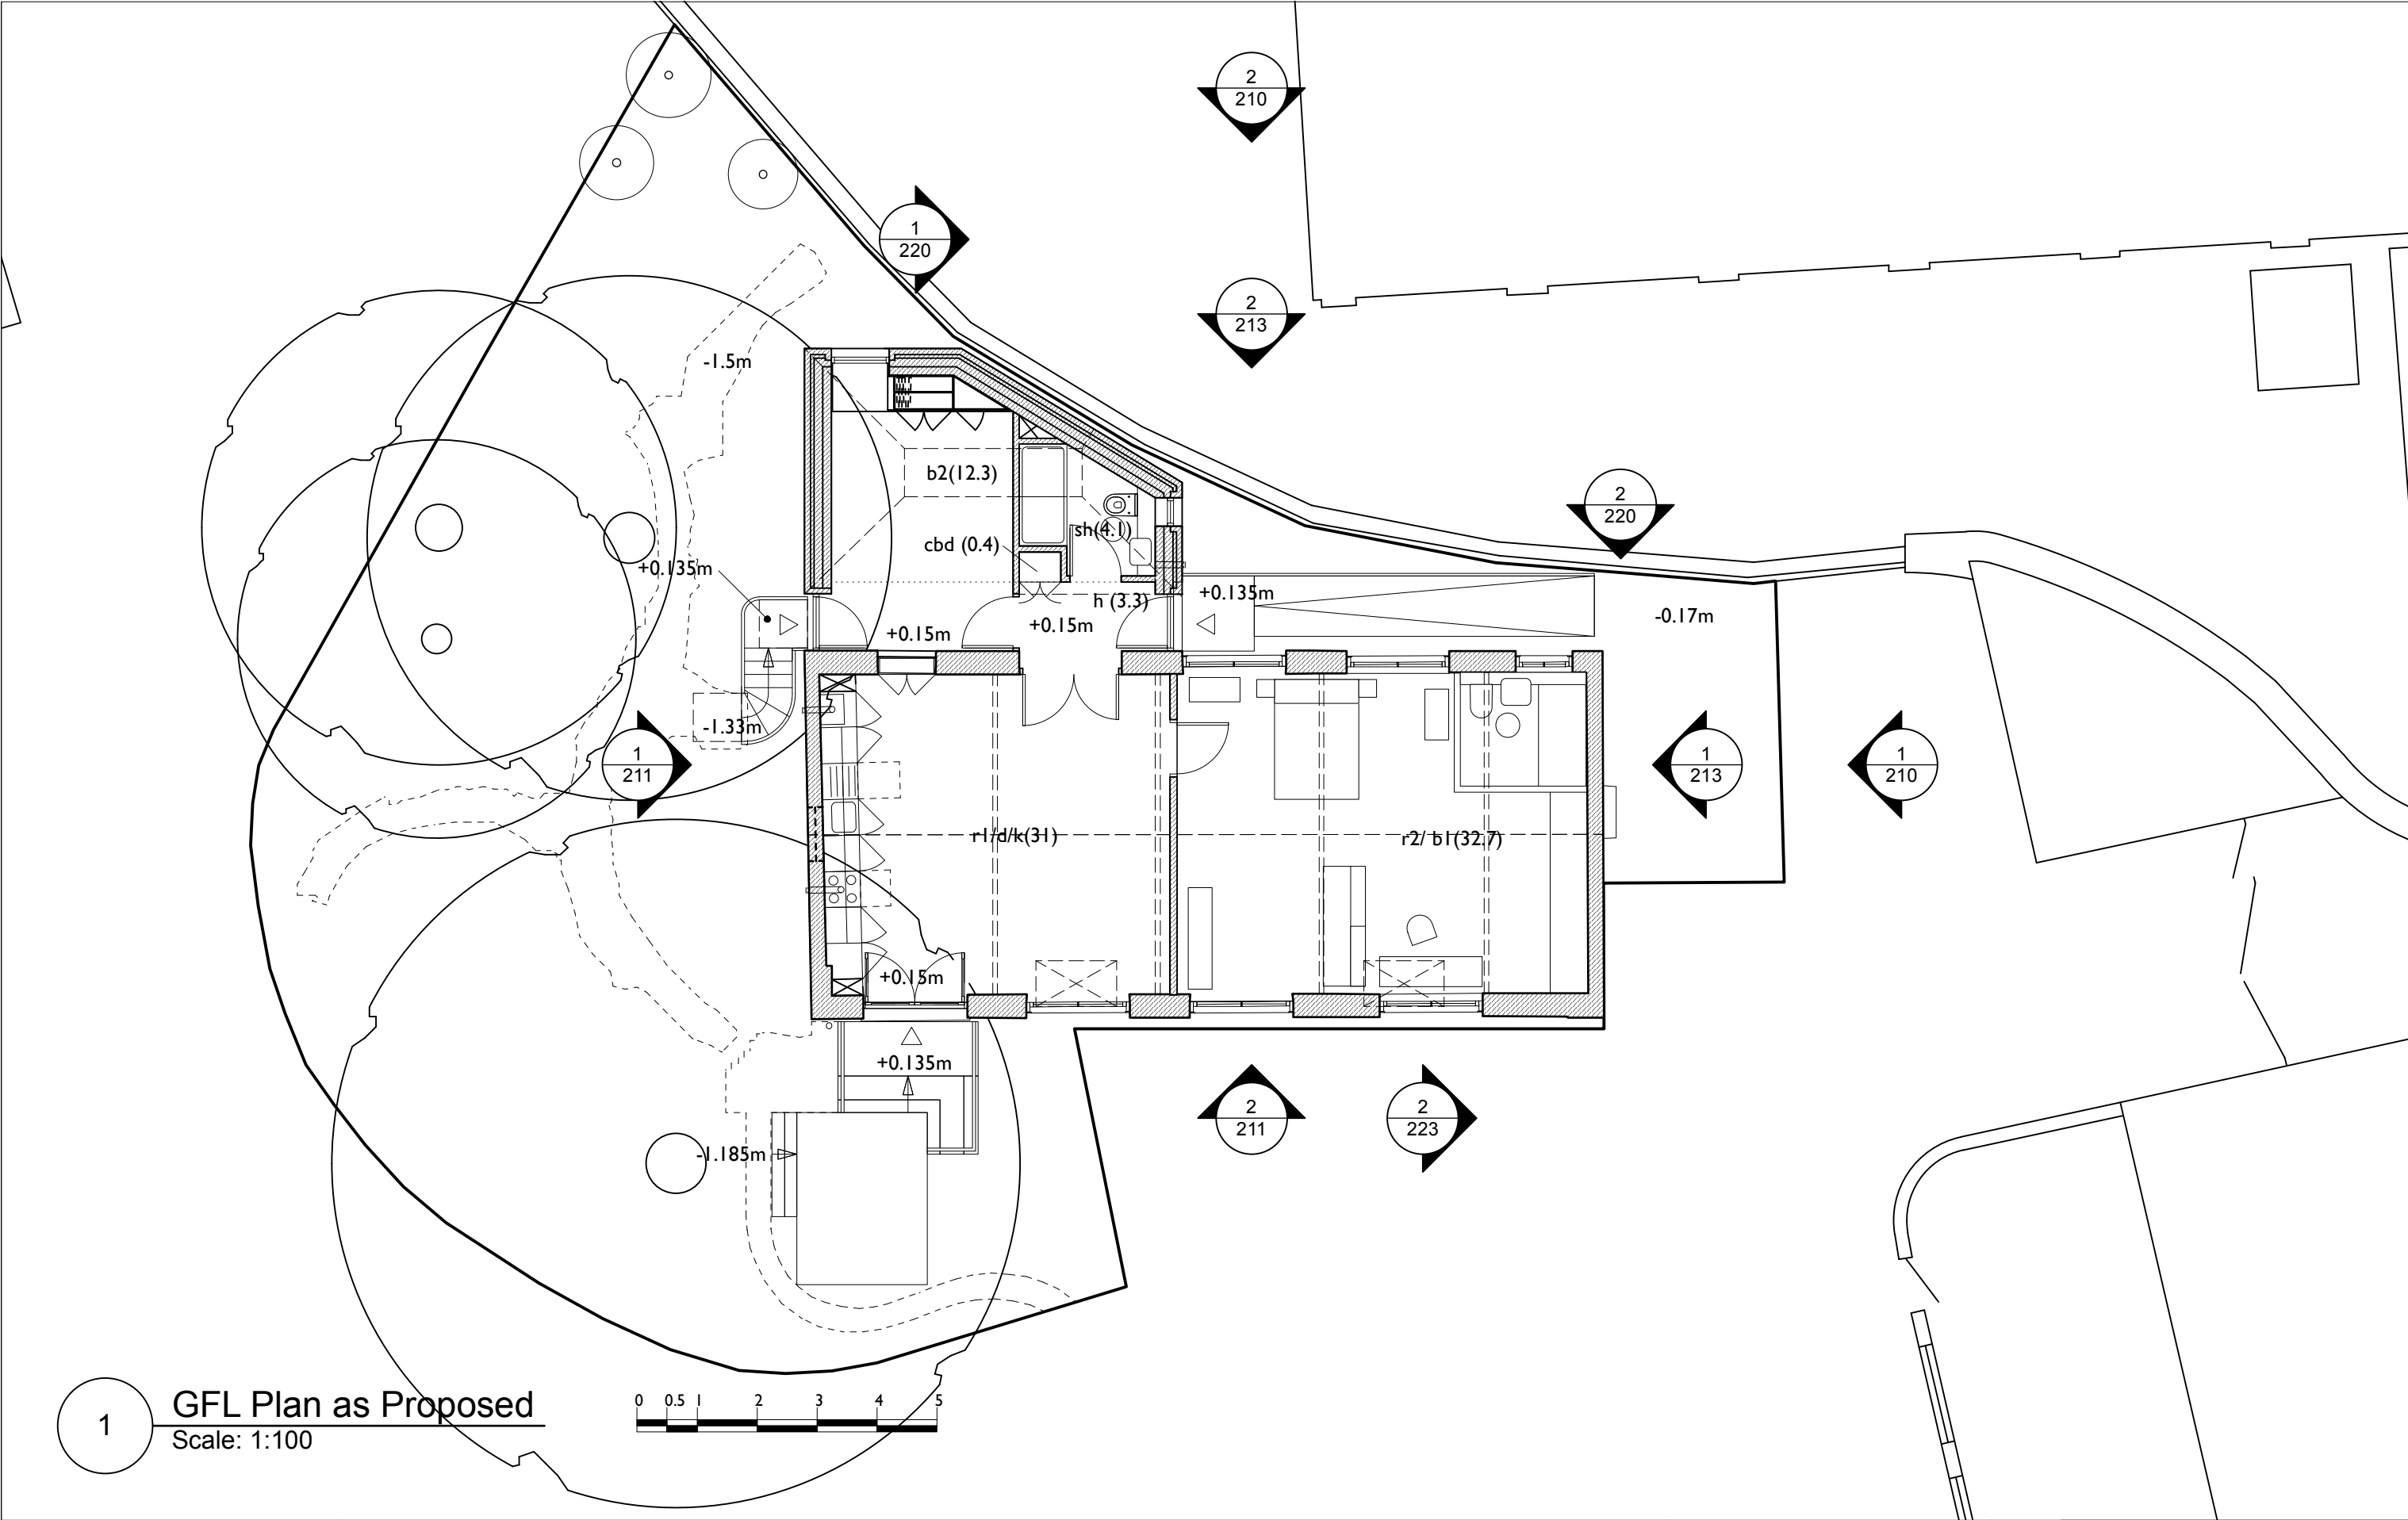 2
210
1
220
2
213
-1.5m
b2(12.3)
2
220
sh(4.1)
cbd (0.4)
+0.135m
h (3.3)
+0.135m
-0.17m
+0.15m
+0.15m
-1.33m
1
211
1
213
1
210
r1/d/k(31)
r2/ b1(32.7)
+0.15m
+0.135m
2
211
2
223
-1.185m
1
GFL Plan as Proposed
Scale: 1:100
0 0.5 1 2 3 4 5